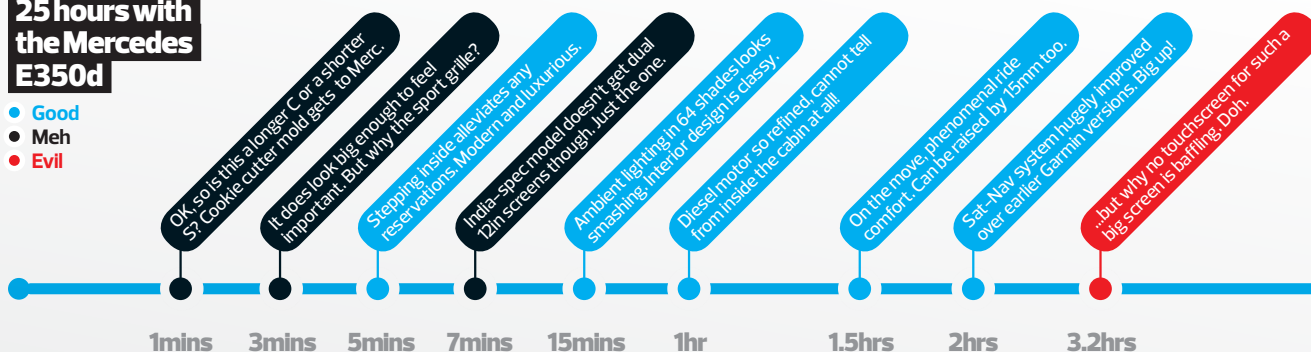 25 hours with
the Mercedes
E350d
Good
Meh
Evil
OK, so is this a longer C or a shorter
S? Cookie cutter mold gets to Merc.
It does look big enough to feel
important. But why the sport grille?
Stepping inside alleviates any
reservations. Modern and luxurious.
India-spec model doesn't get dual
12in screens though. Just the one.
Ambient lighting in 64 shades looks
smashing. Interior design is classy.
Diesel motor so refined, cannot tell
from inside the cabin at all!
On the move, phenomenal ride
comfort. Can be raised by 15mm too.
Sat-Nav system hugely improved
over earlier Garmin versions. Big up!
...but why no touchscreen for such a
big screen is baffling. Doh.
1mins 3mins 5mins 7mins 15mins 1hr 1.5hrs 2hrs 3.2hrs